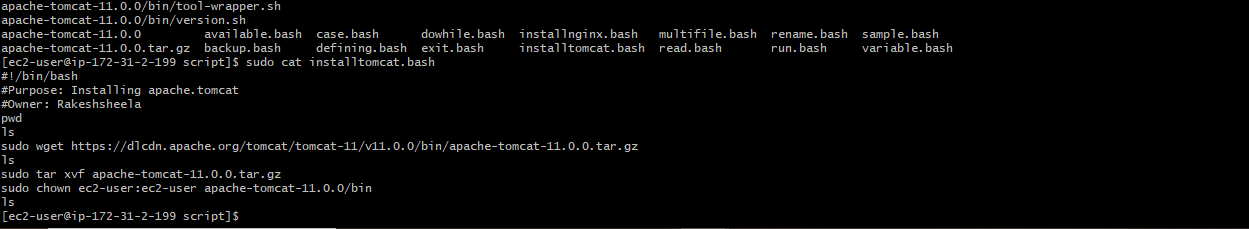 apache-tomcat-11.0.0/bin/tool-wrapper.sh
apache-tomcat-11.0.0/bin/version.sh
apache-tomcat-11.0.0         available.bash  case.bash      dowhile.bash  installnginx.bash   multifile.bash  rename.bash  sample.bash
apache-tomcat-11.0.0.tar.gz  backup.bash     defining.bash  exit.bash     installtomcat.bash  read.bash       run.bash     variable.bash
[ec2-user@ip-172-31-2-199 script]$ sudo cat installtomcat.bash
#!/bin/bash
#Purpose: Installing apache.tomcat
#Owner: Rakeshsheela
pwd
ls
sudo wget https://dlcdn.apache.org/tomcat/tomcat-11/v11.0.0/bin/apache-tomcat-11.0.0.tar.gz
ls
sudo tar xvf apache-tomcat-11.0.0.tar.gz
sudo chown ec2-user:ec2-user apache-tomcat-11.0.0/bin
ls
[ec2-user@ip-172-31-2-199 script]$